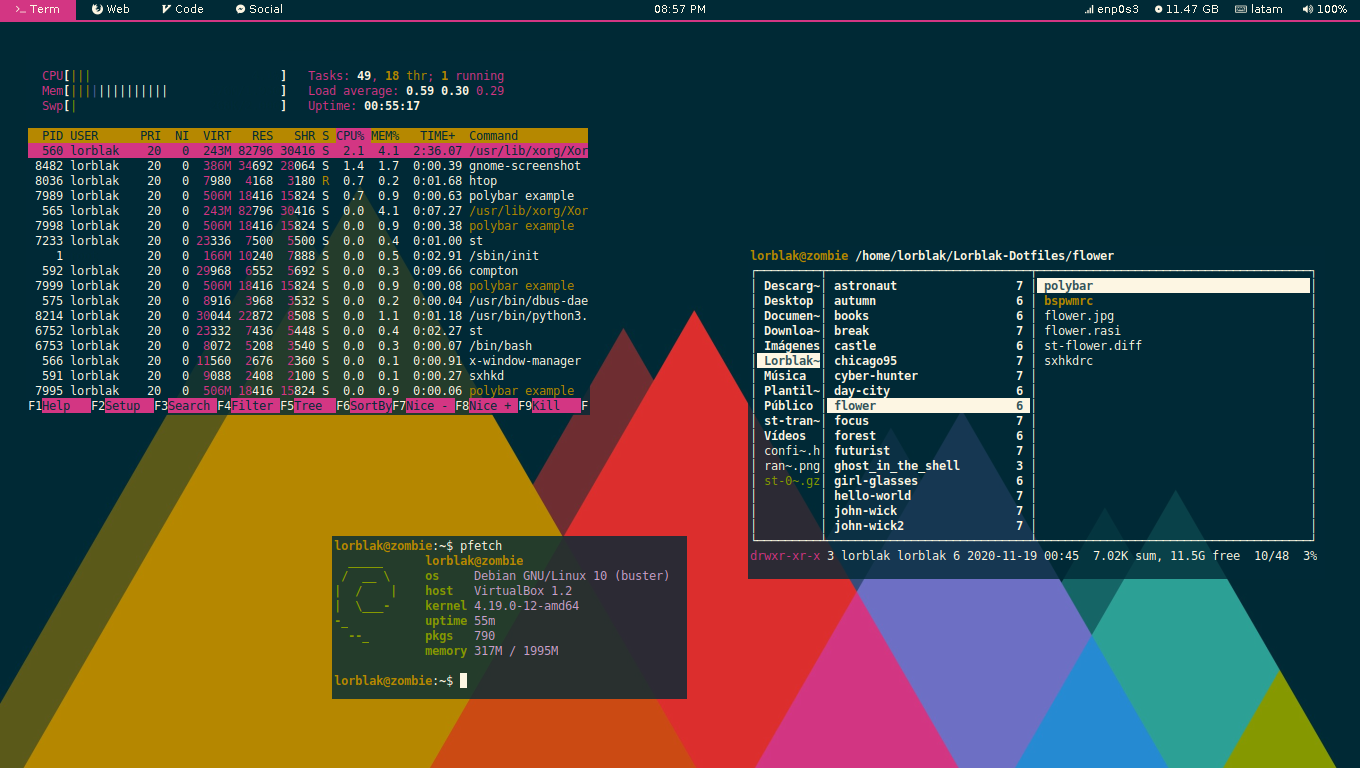 >_ Term Web Code Social 08:57 PM enp0s3 11.47 GB latam 100%
CPU[||| ] Tasks: 49, 18 thr; 1 running
Mem[|||||||||||||| ] Load average: 0.59 0.30 0.29
Swp[| ] Uptime: 00:55:17
PID USER PRI NI VIRT RES SHR S CPU% MEM% TIME+ Command
560 lorblak 20 0 243M 82796 30416 S 2.1 4.1 2:36.07 /usr/lib/xorg/Xor
8482 lorblak 20 0 386M 34692 28064 S 1.4 1.7 0:00.39 gnome-screenshot
8036 lorblak 20 0 7980 4168 3180 R 0.7 0.2 0:01.68 htop
7989 lorblak 20 0 506M 18416 15824 S 0.7 0.9 0:00.63 polybar example
565 lorblak 20 0 243M 82796 30416 S 0.0 4.1 0:07.27 /usr/lib/xorg/Xor
7998 lorblak 20 0 506M 18416 15824 S 0.0 0.9 0:00.38 polybar example
7233 lorblak 20 0 23336 7500 5500 S 0.0 0.4 0:01.00 st
1 20 0 166M 10240 7888 S 0.0 0.5 0:02.91 /sbin/init
592 lorblak 20 0 29968 6552 5692 S 0.0 0.3 0:09.66 compton
7999 lorblak 20 0 506M 18416 15824 S 0.0 0.9 0:00.08 polybar example
575 lorblak 20 0 8916 3968 3532 S 0.0 0.2 0:00.04 /usr/bin/dbus-dae
8214 lorblak 20 0 30044 22872 8508 S 0.0 1.1 0:01.18 /usr/bin/python3.
6752 lorblak 20 0 23332 7436 5448 S 0.0 0.4 0:02.27 st
6753 lorblak 20 0 8072 5208 3540 S 0.0 0.3 0:00.07 /bin/bash
566 lorblak 20 0 11560 2676 2360 S 0.0 0.1 0:00.91 x-window-manager
591 lorblak 20 0 9088 2408 2100 S 0.0 0.1 0:00.27 sxhkd
7995 lorblak 20 0 506M 18416 15824 S 0.0 0.9 0:00.06 polybar example
F1Help F2Setup F3Search F4Filter F5Tree F6SortByF7Nice - F8Nice + F9Kill F
lorblak@zombie /home/lorblak/Lorblak-Dotfiles/flower
Descarg~ astronaut 7 polybar
Desktop autumn 6 bspwmrc
Documen~ books 6 flower.jpg
Downloa~ break 7 flower.rasi
Imágenes castle 6 st-flower.diff
Lorblak~ chicago95 7 sxhkdrc
Música cyber-hunter 7
Plantil~ day-city 6
Público flower 6
st-tran~ focus 7
Vídeos forest 6
confi~.h futurist 7
ran~.png ghost_in_the_shell 3
st-0~.gz girl-glasses 6
hello-world 7
john-wick 7
john-wick2 7
drwxr-xr-x 3 lorblak lorblak 6 2020-11-19 00:45 7.02K sum, 11.5G free 10/48 3%
lorblak@zombie:~$ pfetch
lorblak@zombie
os Debian GNU/Linux 10 (buster)
host VirtualBox 1.2
kernel 4.19.0-12-amd64
uptime 55m
pkgs 790
memory 317M / 1995M
lorblak@zombie:~$